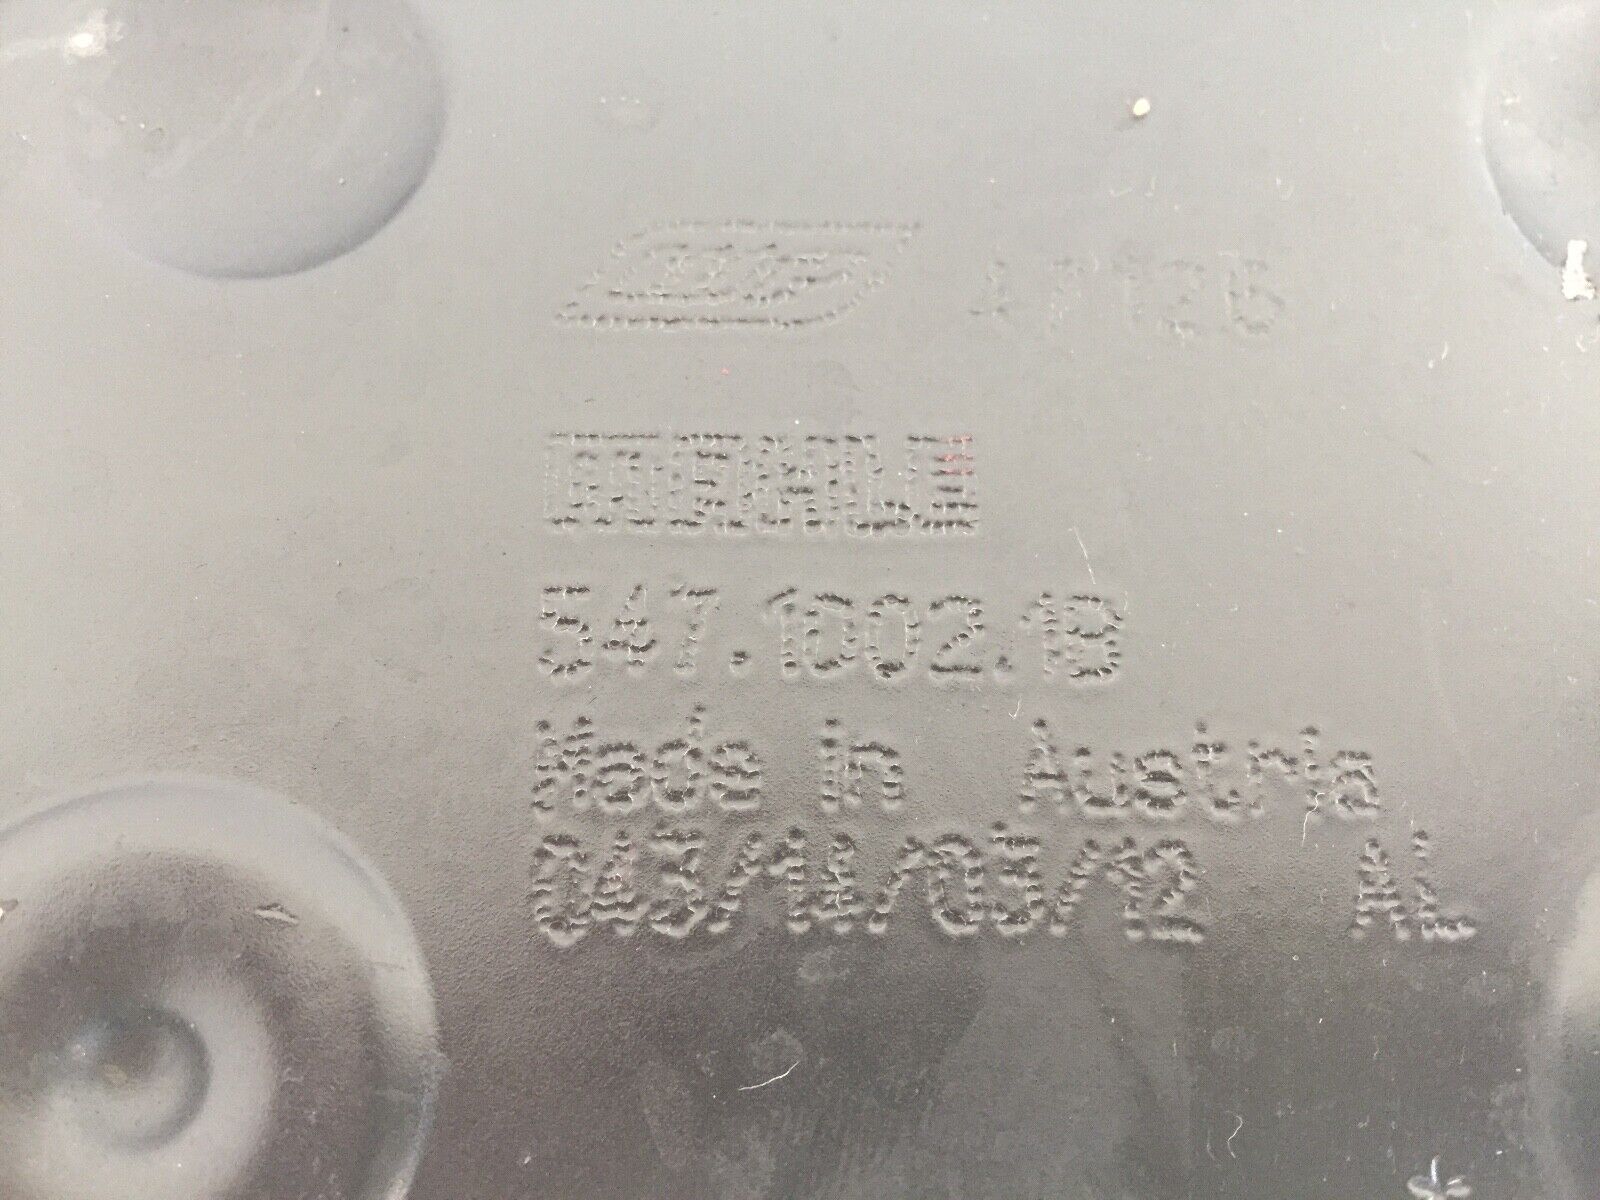 MAHLE
547.1002.18
Made in Austria
043/14/03/12 AL